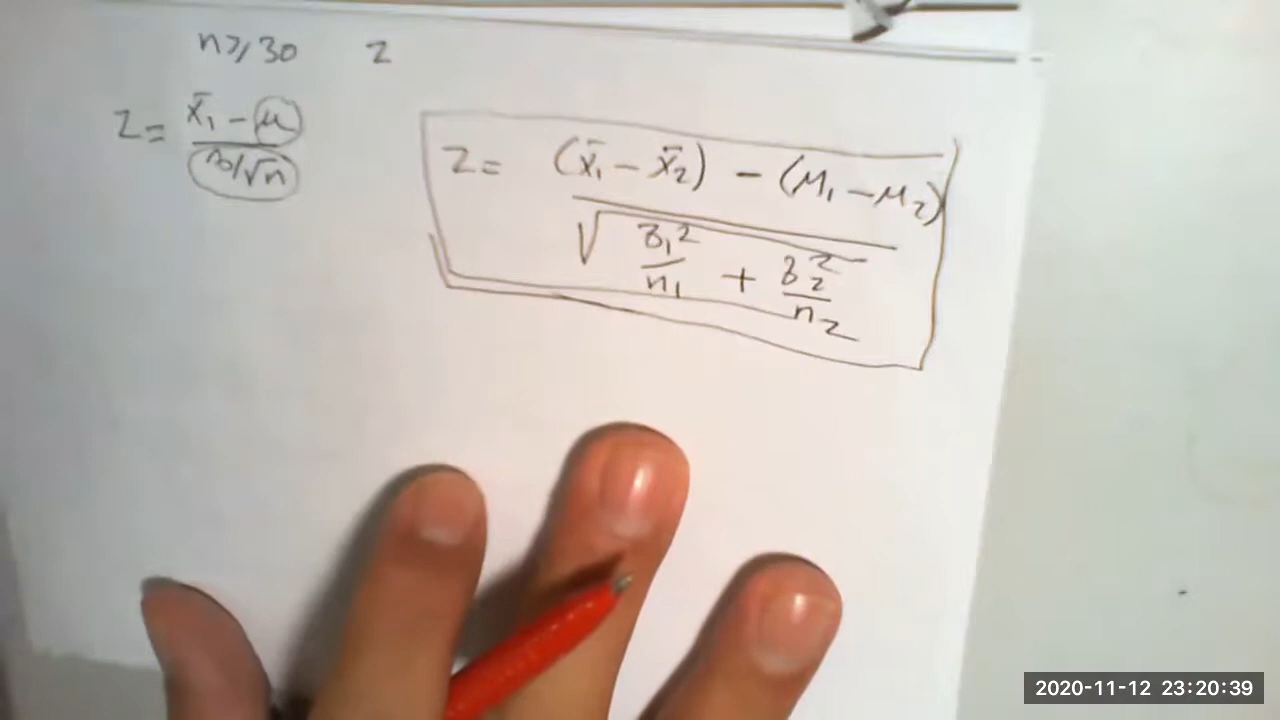 n ≥ 30 z
z = (x̄₁ − μ) / (σ/√n)
z = ((x̄₁ − x̄₂) − (μ₁ − μ₂)) / √(σ₁²/n₁ + σ₂²/n₂)
2020-11-12 23:20:39